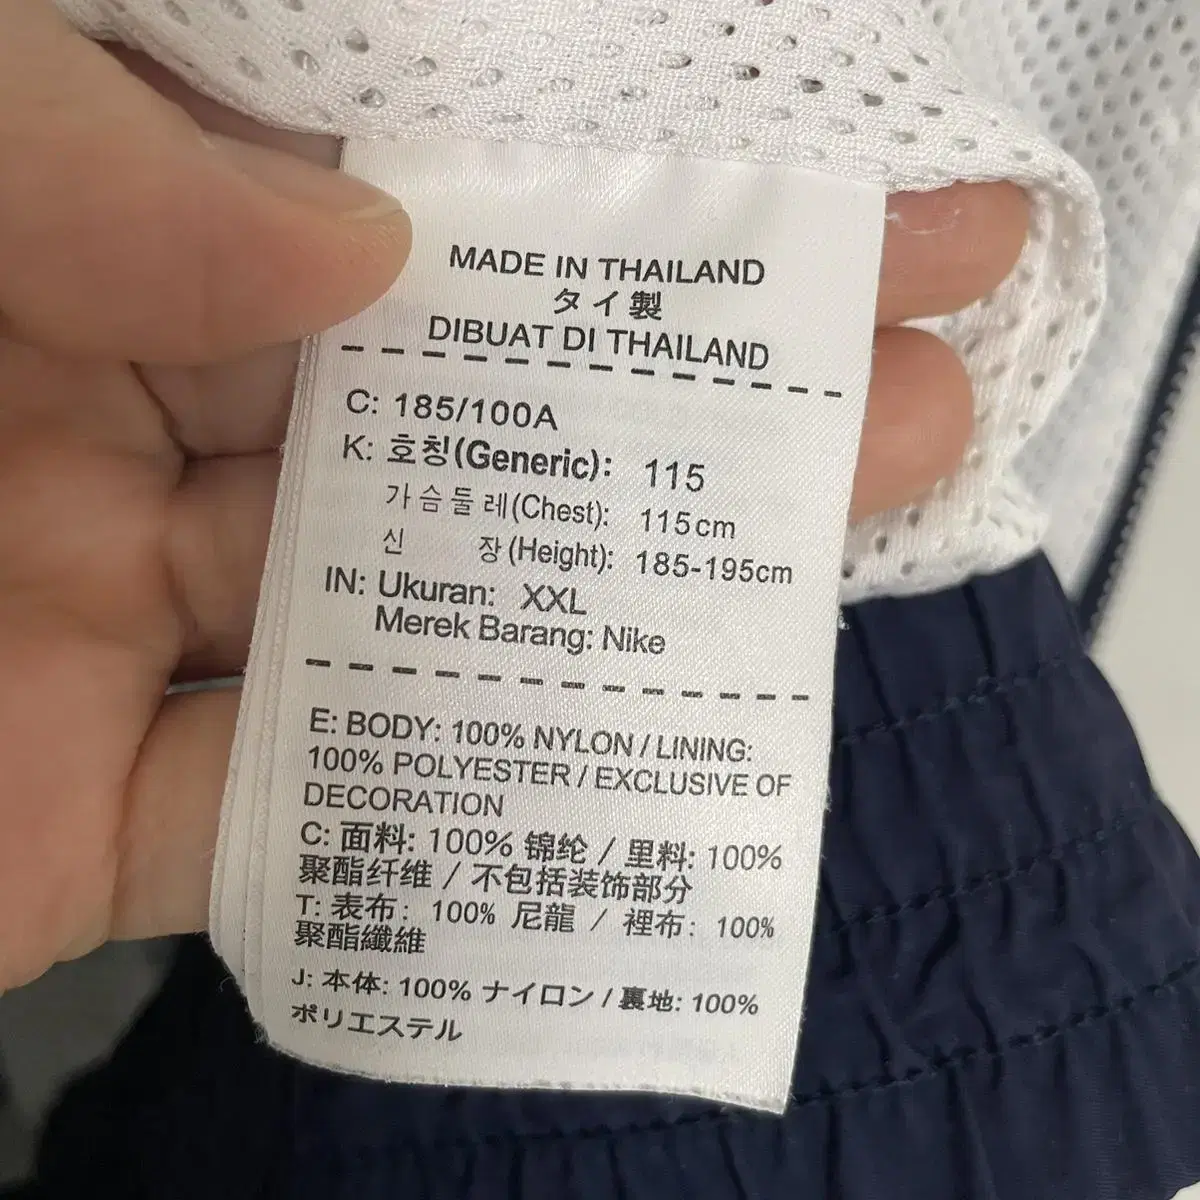 MADE IN THAILAND
タイ製
DIBUAT DI THAILAND
C: 185/100A
K: 호칭(Generic): 115
가슴둘레(Chest): 115cm
신 장(Height): 185-195cm
IN: Ukuran: XXL
Merek Barang: Nike
E: BODY: 100% NYLON / LINING:
100% POLYESTER / EXCLUSIVE OF
DECORATION
C: 面料: 100% 锦纶 / 里料: 100%
聚酯纤维 / 不包括装饰部分
T: 表布: 100% 尼龍 / 裡布: 100%
聚酯纖維
J: 本体: 100% ナイロン / 裏地: 100%
ポリエステル